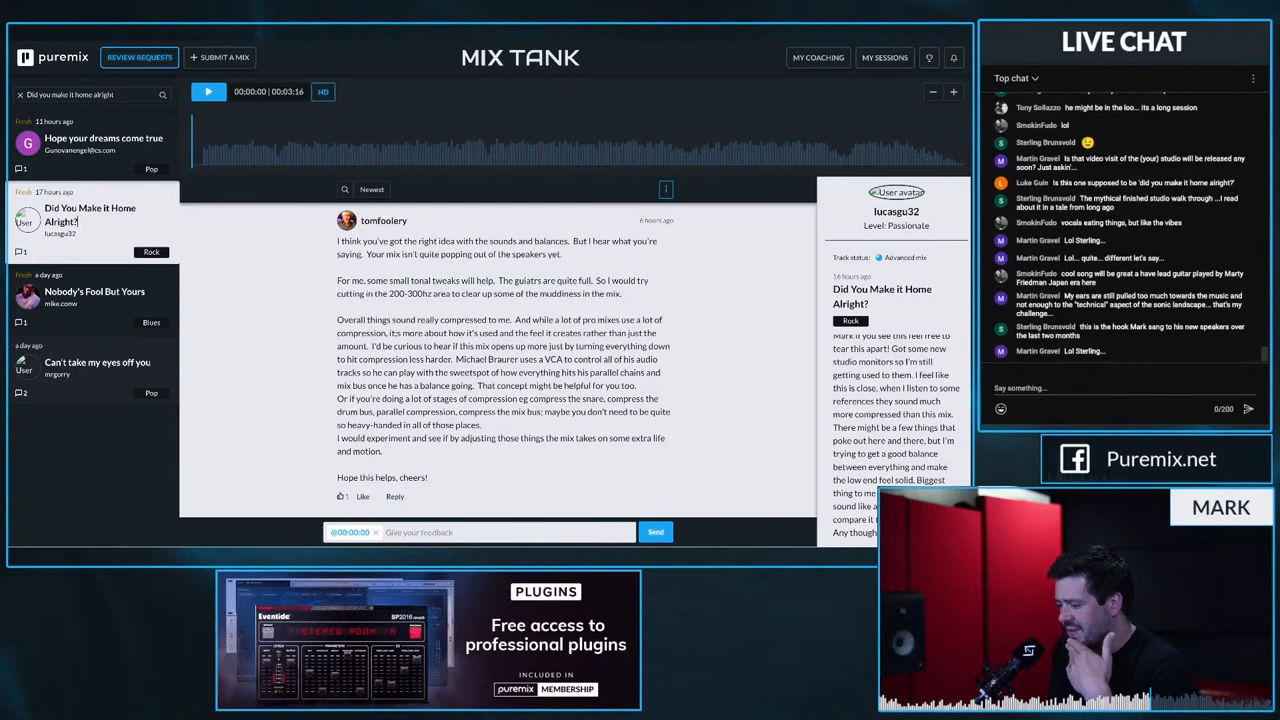 puremix
REVIEW REQUESTS
+ SUBMIT A MIX
MIX TANK
MY COACHING
MY SESSIONS
Did you make it home alright
00:00:00 | 00:03:16
HD
Fresh 11 hours ago
G
Hope your dreams come true
Gunovanengel@cs.com
1
Pop
Fresh 17 hours ago
User
Did You Make it Home
Alright?
lucasgu32
1
Rock
Fresh a day ago
Nobody's Fool But Yours
mike.conw
1
Blues
a day ago
User
Can't take my eyes off you
mrgorry
2
Pop
Newest
tomfoolery
6 hours ago
I think you've got the right idea with the sounds and balances. But I hear what you're
saying. Your mix isn't quite popping out of the speakers yet.
For me, some small tonal tweaks will help. The guiatrs are quite full. So I would try
cutting in the 200-300hz area to clear up some of the muddiness in the mix.
Overall things sound really compressed to me. And while a lot of pro mixes use a lot of
compression, its more about how it's used and the feel it creates rather than just the
amount. I'd be curious to hear if this mix opens up more just by turning everything down
to hit compression less harder. Michael Braurer uses a VCA to control all of his audio
tracks so he can play with the sweetspot of how everything hits his parallel chains and
mix bus once he has a balance going. That concept might be helpful for you too.
Or if you're doing a lot of stages of compression eg compress the snare, compress the
drum bus, parallel compression, compress the mix bus; maybe you don't need to be quite
so heavy-handed in all of those places.
I would experiment and see if by adjusting those things the mix takes on some extra life
and motion.
Hope this helps, cheers!
1 Like Reply
@00:00:00 × Give your feedback
Send
User avatar
lucasgu32
Level: Passionate
Track status: Advanced mix
16 hours ago
Did You Make it Home
Alright?
Rock
Mark if you see this feel free to
tear this apart! Got some new
studio monitors so I'm still
getting used to them. I feel like
this is close, when I listen to some
references they sound much
more compressed than this mix.
There might be a few things that
poke out here and there, but I'm
trying to get a good balance
between everything and make
the low end feel solid. Biggest
thing to me
sound like a
compare it t
Any though
LIVE CHAT
Top chat
Tony Sollazzo he might be in the loo... its a long session
SmokinFudo lol
S Sterling Brunsvold
M Martin Gravel Is that video visit of the (your) studio will be released any
soon? Just askin'...
L Luke Guin Is this one supposed to be 'did you make it home alright?'
S Sterling Brunsvold The mythical finished studio walk through ...I read
about it in a tale from long ago
SmokinFudo vocals eating things, but like the vibes
M Martin Gravel Lol Sterling...
M Martin Gravel Lol... quite... different let's say...
SmokinFudo cool song will be great a have lead guitar played by Marty
Friedman Japan era here
M Martin Gravel My ears are still pulled too much towards the music and
not enough to the "technical" aspect of the sonic landscape... that's my
challenge...
S Sterling Brunsvold this is the hook Mark sang to his new speakers over
the last two months
M Martin Gravel Lol Sterling...
Say something...
0/200
Puremix.net
MARK
Eventide
SP2016 reverb
STEREO ROOM
PLUGINS
Free access to
professional plugins
INCLUDED IN
puremix MEMBERSHIP